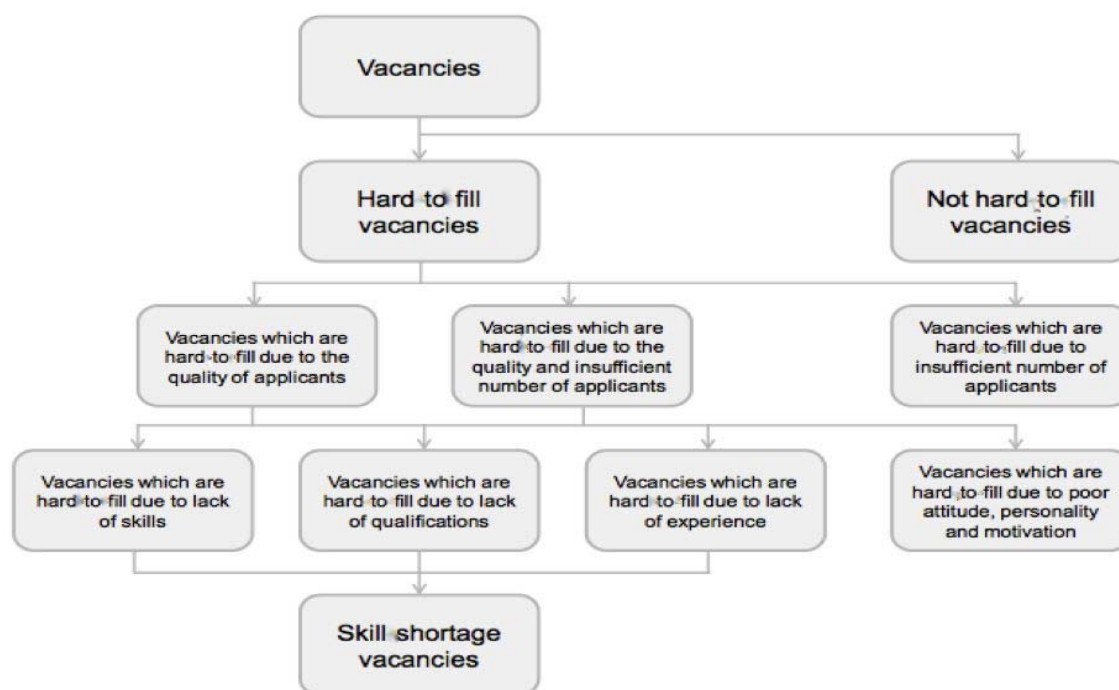 Vacancies
Hard-to fill
vacancies
Not hard-to-fill
vacancies
Vacancies which are
hard-to-fill due to the
quality of applicants
Vacancies which are
hard-to-fill due to the
quality and insufficient
number of applicants
Vacancies which are
hard-to-fill due to
insufficient number of
applicants
Vacancies which are
hard-to-fill due to lack
of skills
Vacancies which are
hard-to-fill due to lack
of qualifications
Vacancies which are
hard-to-fill due to lack
of experience
Vacancies which are
hard-to-fill due to poor
attitude, personality
and motivation
Skill-shortage
vacancies